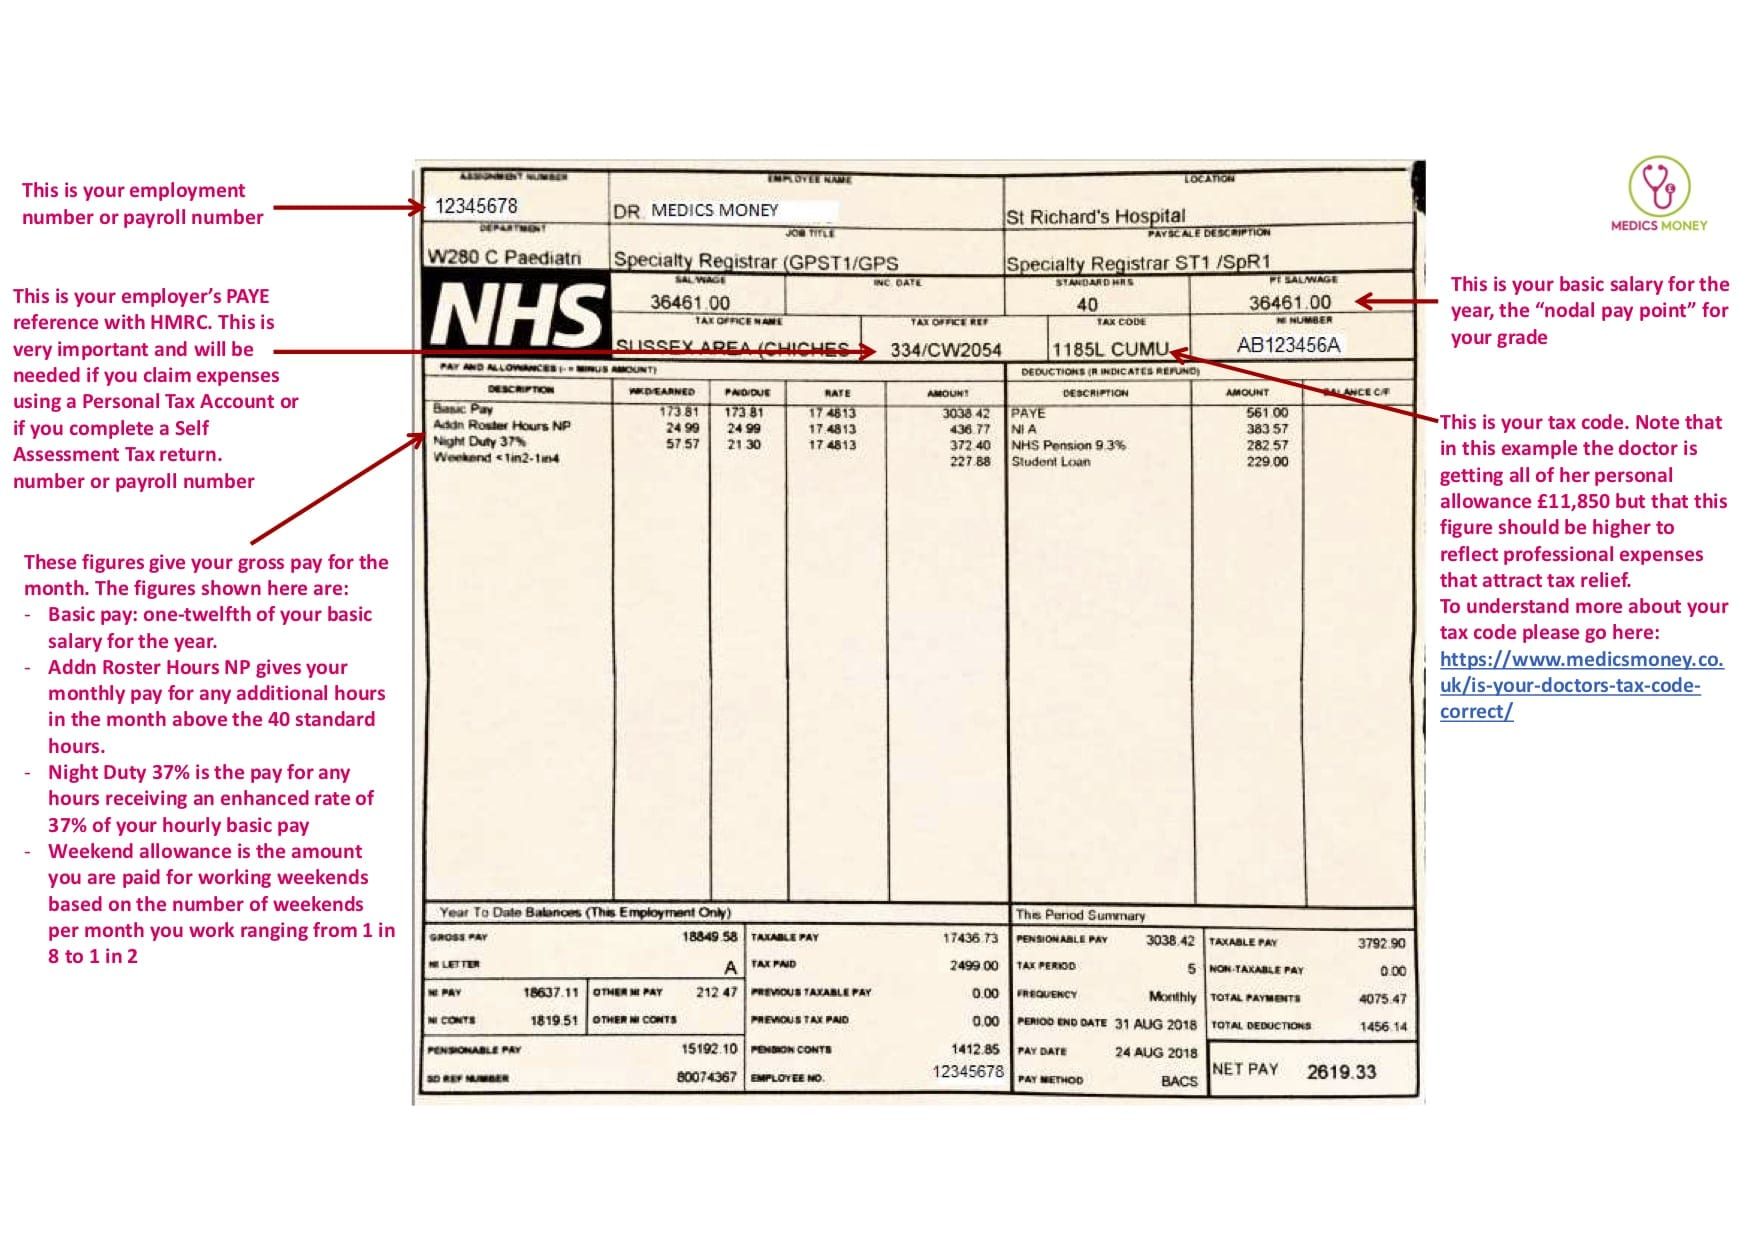 This is your employment
number or payroll number
This is your employer’s PAYE
reference with HMRC. This is
very important and will be
needed if you claim expenses
using a Personal Tax Account or
if you complete a Self
Assessment Tax return.
number or payroll number
These figures give your gross pay for the
month. The figures shown here are:
- Basic pay: one-twelfth of your basic
salary for the year.
- Addn Roster Hours NP gives your
monthly pay for any additional hours
in the month above the 40 standard
hours.
- Night Duty 37% is the pay for any
hours receiving an enhanced rate of
37% of your hourly basic pay
- Weekend allowance is the amount
you are paid for working weekends
based on the number of weekends
per month you work ranging from 1 in
8 to 1 in 2
ASSIGNMENT NUMBER EMPLOYEE NAME LOCATION
12345678 DR. MEDICS MONEY St Richard's Hospital
DEPARTMENT JOB TITLE PAYSCALE DESCRIPTION
W280 C Paediatri Specialty Registrar (GPST1/GPS Specialty Registrar ST1 /SpR1
NHS
SAL/WAGE INC. DATE STANDARD HRS PT SAL/WAGE
36461.00 40 36461.00
TAX OFFICE NAME TAX OFFICE REF TAX CODE NI NUMBER
SUSSEX AREA (CHICHES 334/CW2054 1185L CUMU AB123456A
PAY AND ALLOWANCES (- = MINUS AMOUNT) DEDUCTIONS (R INDICATES REFUND)
DESCRIPTION WKD/EARNED PAID/DUE RATE AMOUNT DESCRIPTION AMOUNT BALANCE C/F
Basic Pay 173.81 173.81 17.4813 3038.42 PAYE 561.00
Addn Roster Hours NP 24.99 24.99 17.4813 436.77 NI A 383.57
Night Duty 37% 57.57 21.30 17.4813 372.40 NHS Pension 9.3% 282.57
Weekend <1in2-1in4 227.88 Student Loan 229.00
Year To Date Balances (This Employment Only) This Period Summary
GROSS PAY 18849.58 TAXABLE PAY 17436.73 PENSIONABLE PAY 3038.42 TAXABLE PAY 3792.90
NI LETTER A TAX PAID 2499.00 TAX PERIOD 5 NON-TAXABLE PAY 0.00
NI PAY 18637.11 OTHER NI PAY 212.47 PREVIOUS TAXABLE PAY 0.00 FREQUENCY Monthly TOTAL PAYMENTS 4075.47
NI CONTS 1819.51 OTHER NI CONTS PREVIOUS TAX PAID 0.00 PERIOD END DATE 31 AUG 2018 TOTAL DEDUCTIONS 1456.14
PENSIONABLE PAY 15192.10 PENSION CONTS 1412.85 PAY DATE 24 AUG 2018 NET PAY 2619.33
SD REF NUMBER 80074367 EMPLOYEE NO. 12345678 PAY METHOD BACS
MEDICS MONEY
This is your basic salary for the
year, the “nodal pay point” for
your grade
This is your tax code. Note that
in this example the doctor is
getting all of her personal
allowance £11,850 but that this
figure should be higher to
reflect professional expenses
that attract tax relief.
To understand more about your
tax code please go here:
https://www.medicsmoney.co.
uk/is-your-doctors-tax-code-
correct/